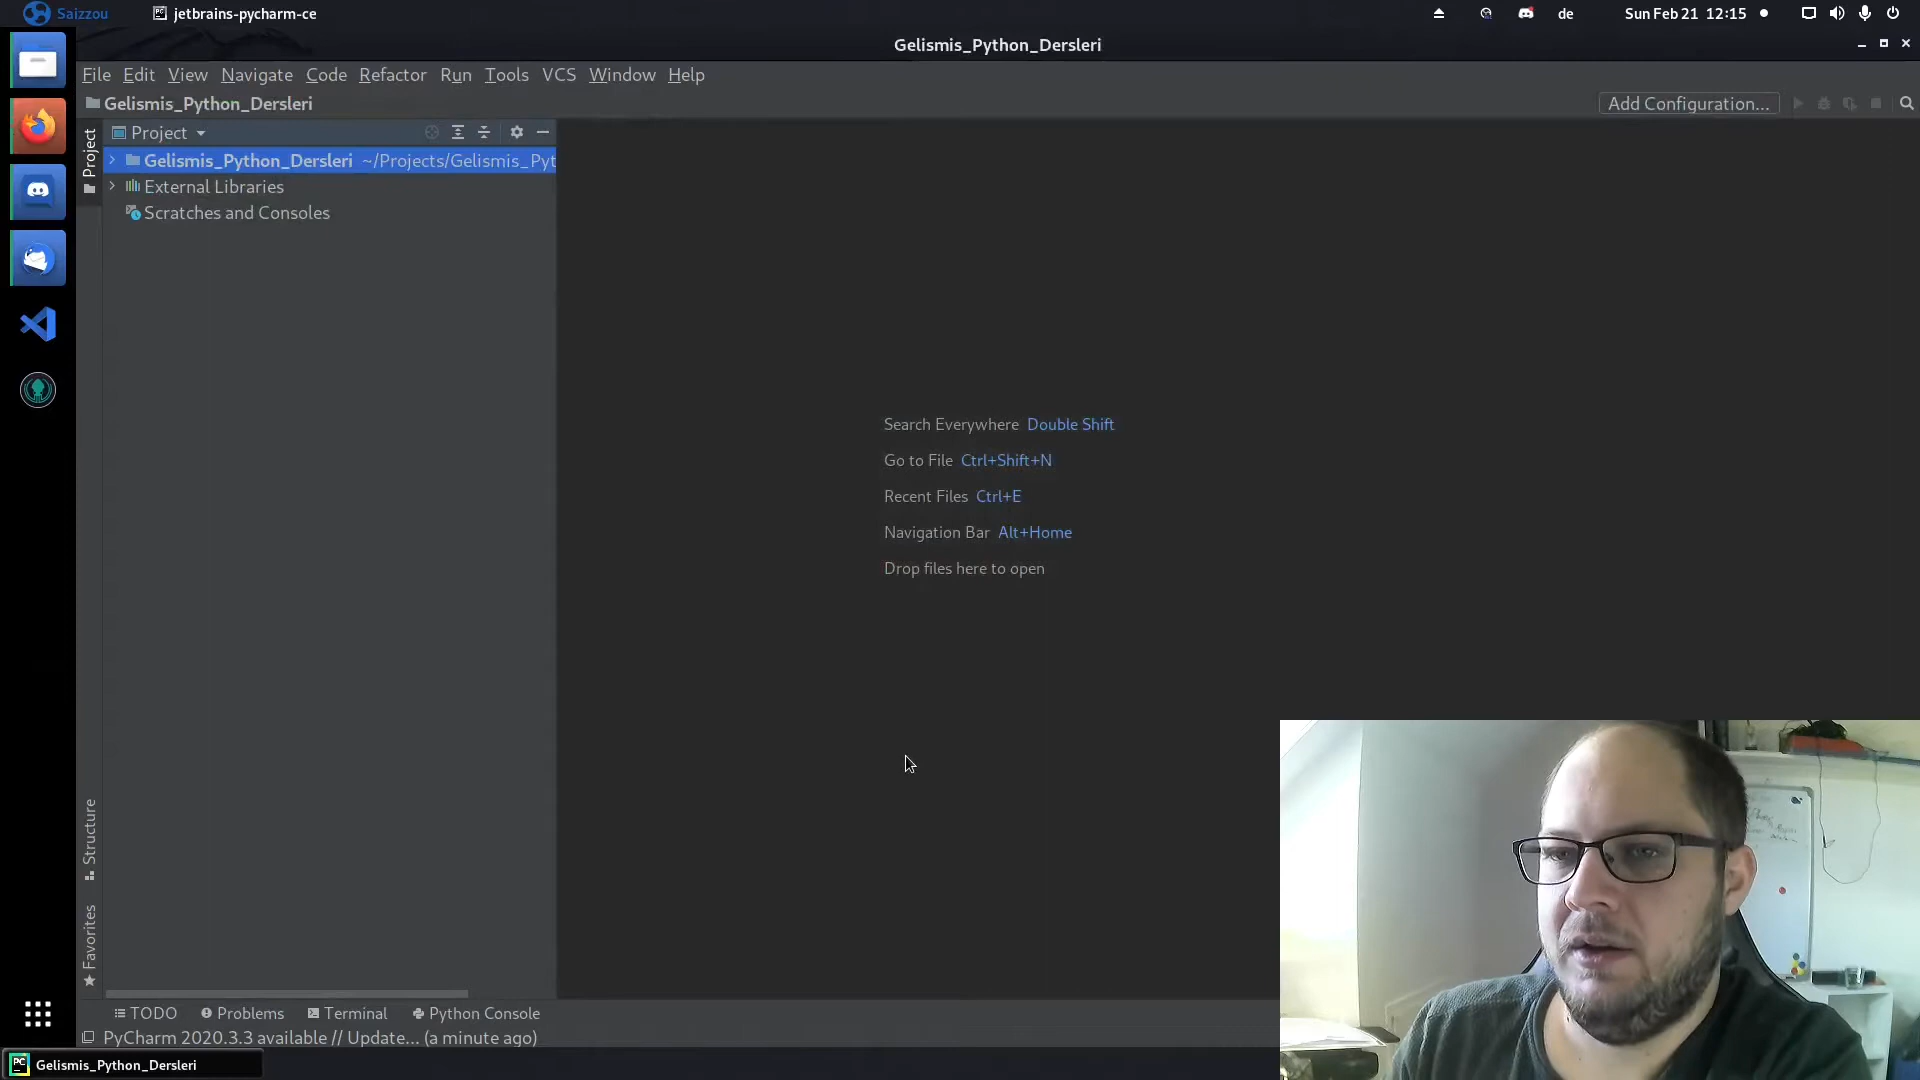 Saizzou
jetbrains-pycharm-ce
de
Sun Feb 21 12:15
Gelismis_Python_Dersleri
File Edit View Navigate Code Refactor Run Tools VCS Window Help
Gelismis_Python_Dersleri
Add Configuration...
Project
Project
Gelismis_Python_Dersleri ~/Projects/Gelismis_Pyt
External Libraries
Scratches and Consoles
Search Everywhere Double Shift
Go to File Ctrl+Shift+N
Recent Files Ctrl+E
Navigation Bar Alt+Home
Drop files here to open
Structure
Favorites
TODO Problems Terminal Python Console
PyCharm 2020.3.3 available // Update... (a minute ago)
PC Gelismis_Python_Dersleri